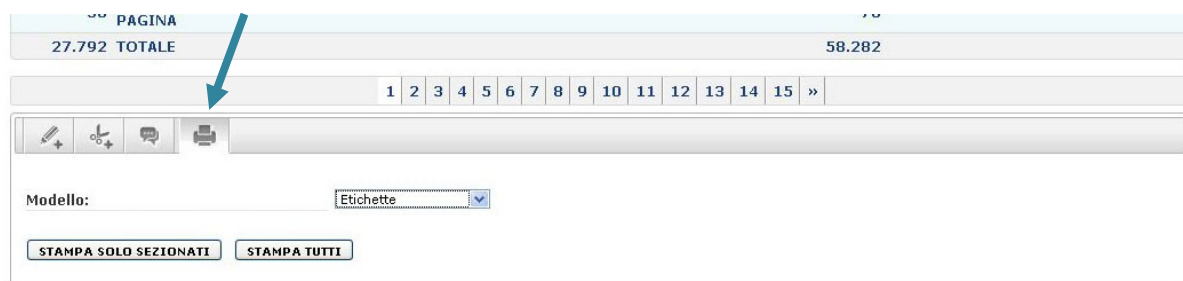 PAGINA
27.792 TOTALE 58.282
1 2 3 4 5 6 7 8 9 10 11 12 13 14 15 »
Modello: Etichette
STAMPA SOLO SEZIONATI STAMPA TUTTI